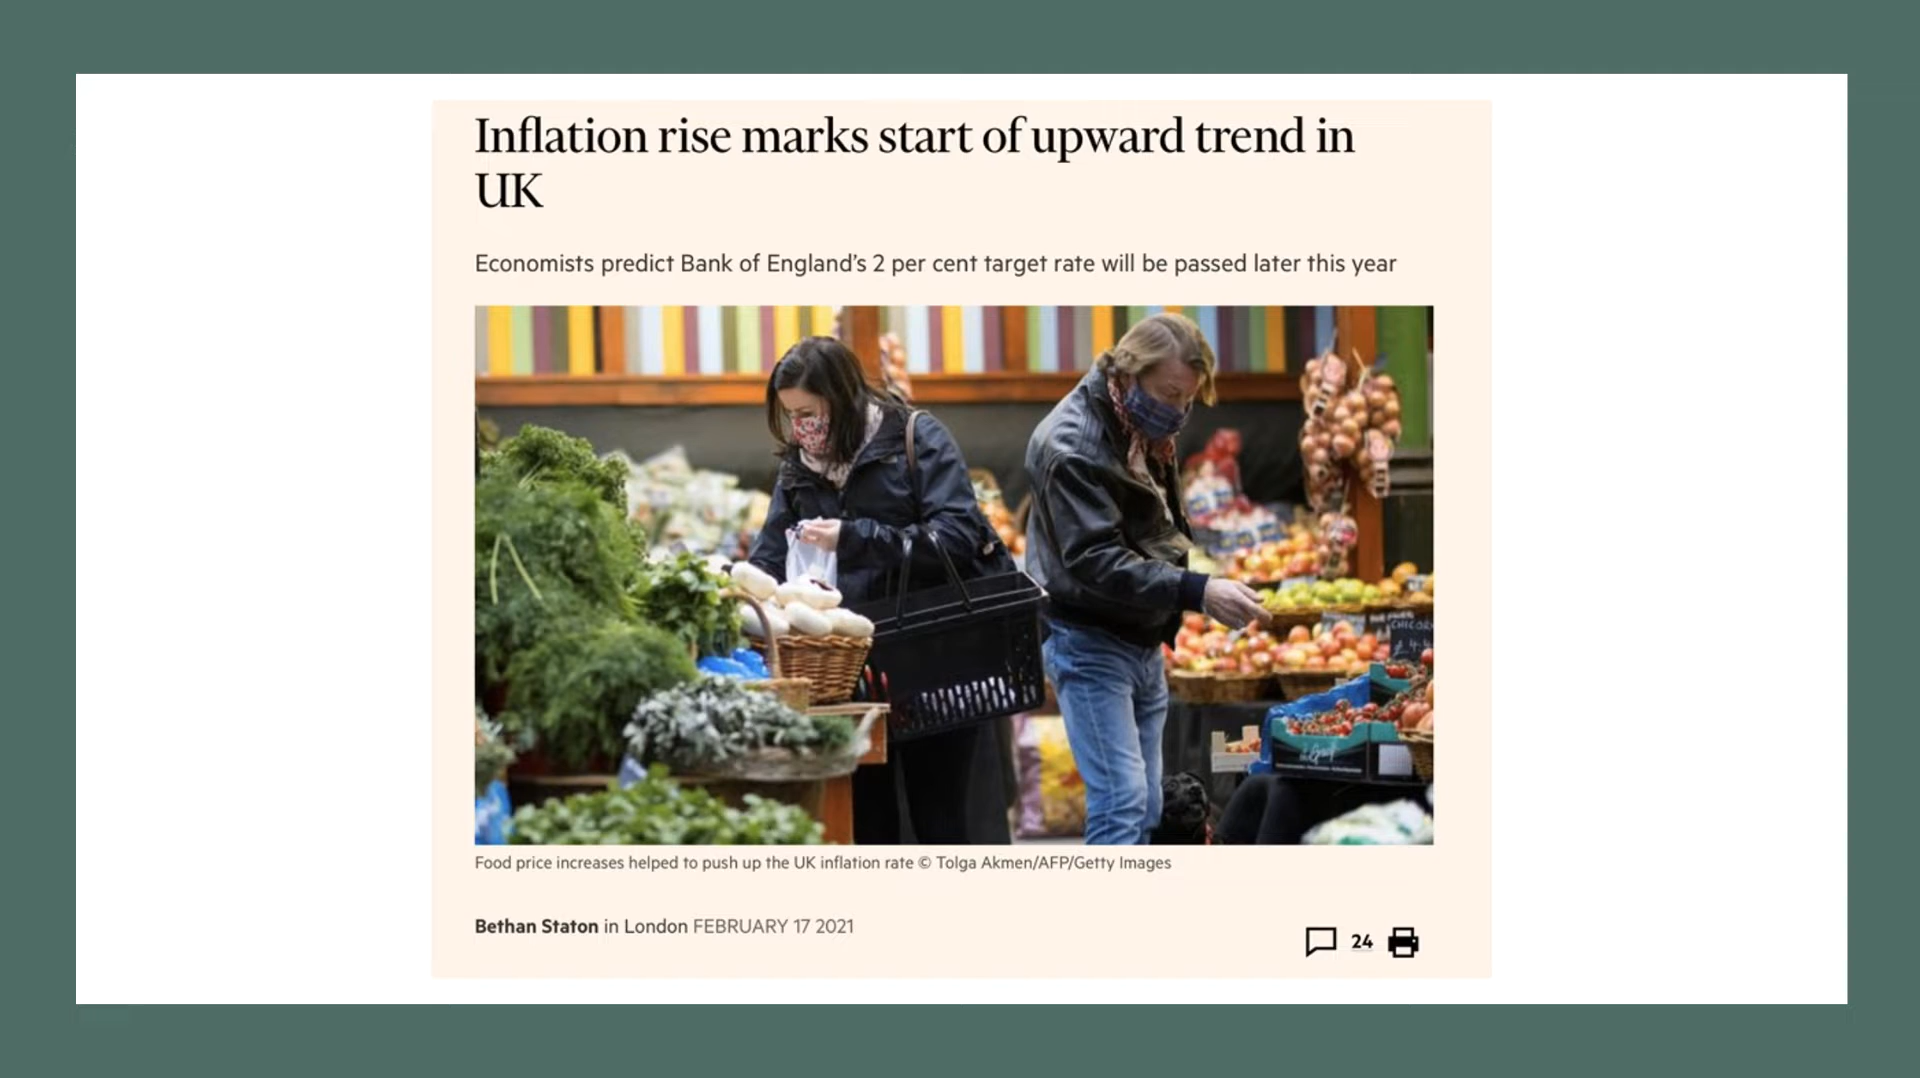 Inflation rise marks start of upward trend in
UK
Economists predict Bank of England's 2 per cent target rate will be passed later this year
Food price increases helped to push up the UK inflation rate © Tolga Akmen/AFP/Getty Images
Bethan Staton in London FEBRUARY 17 2021
24